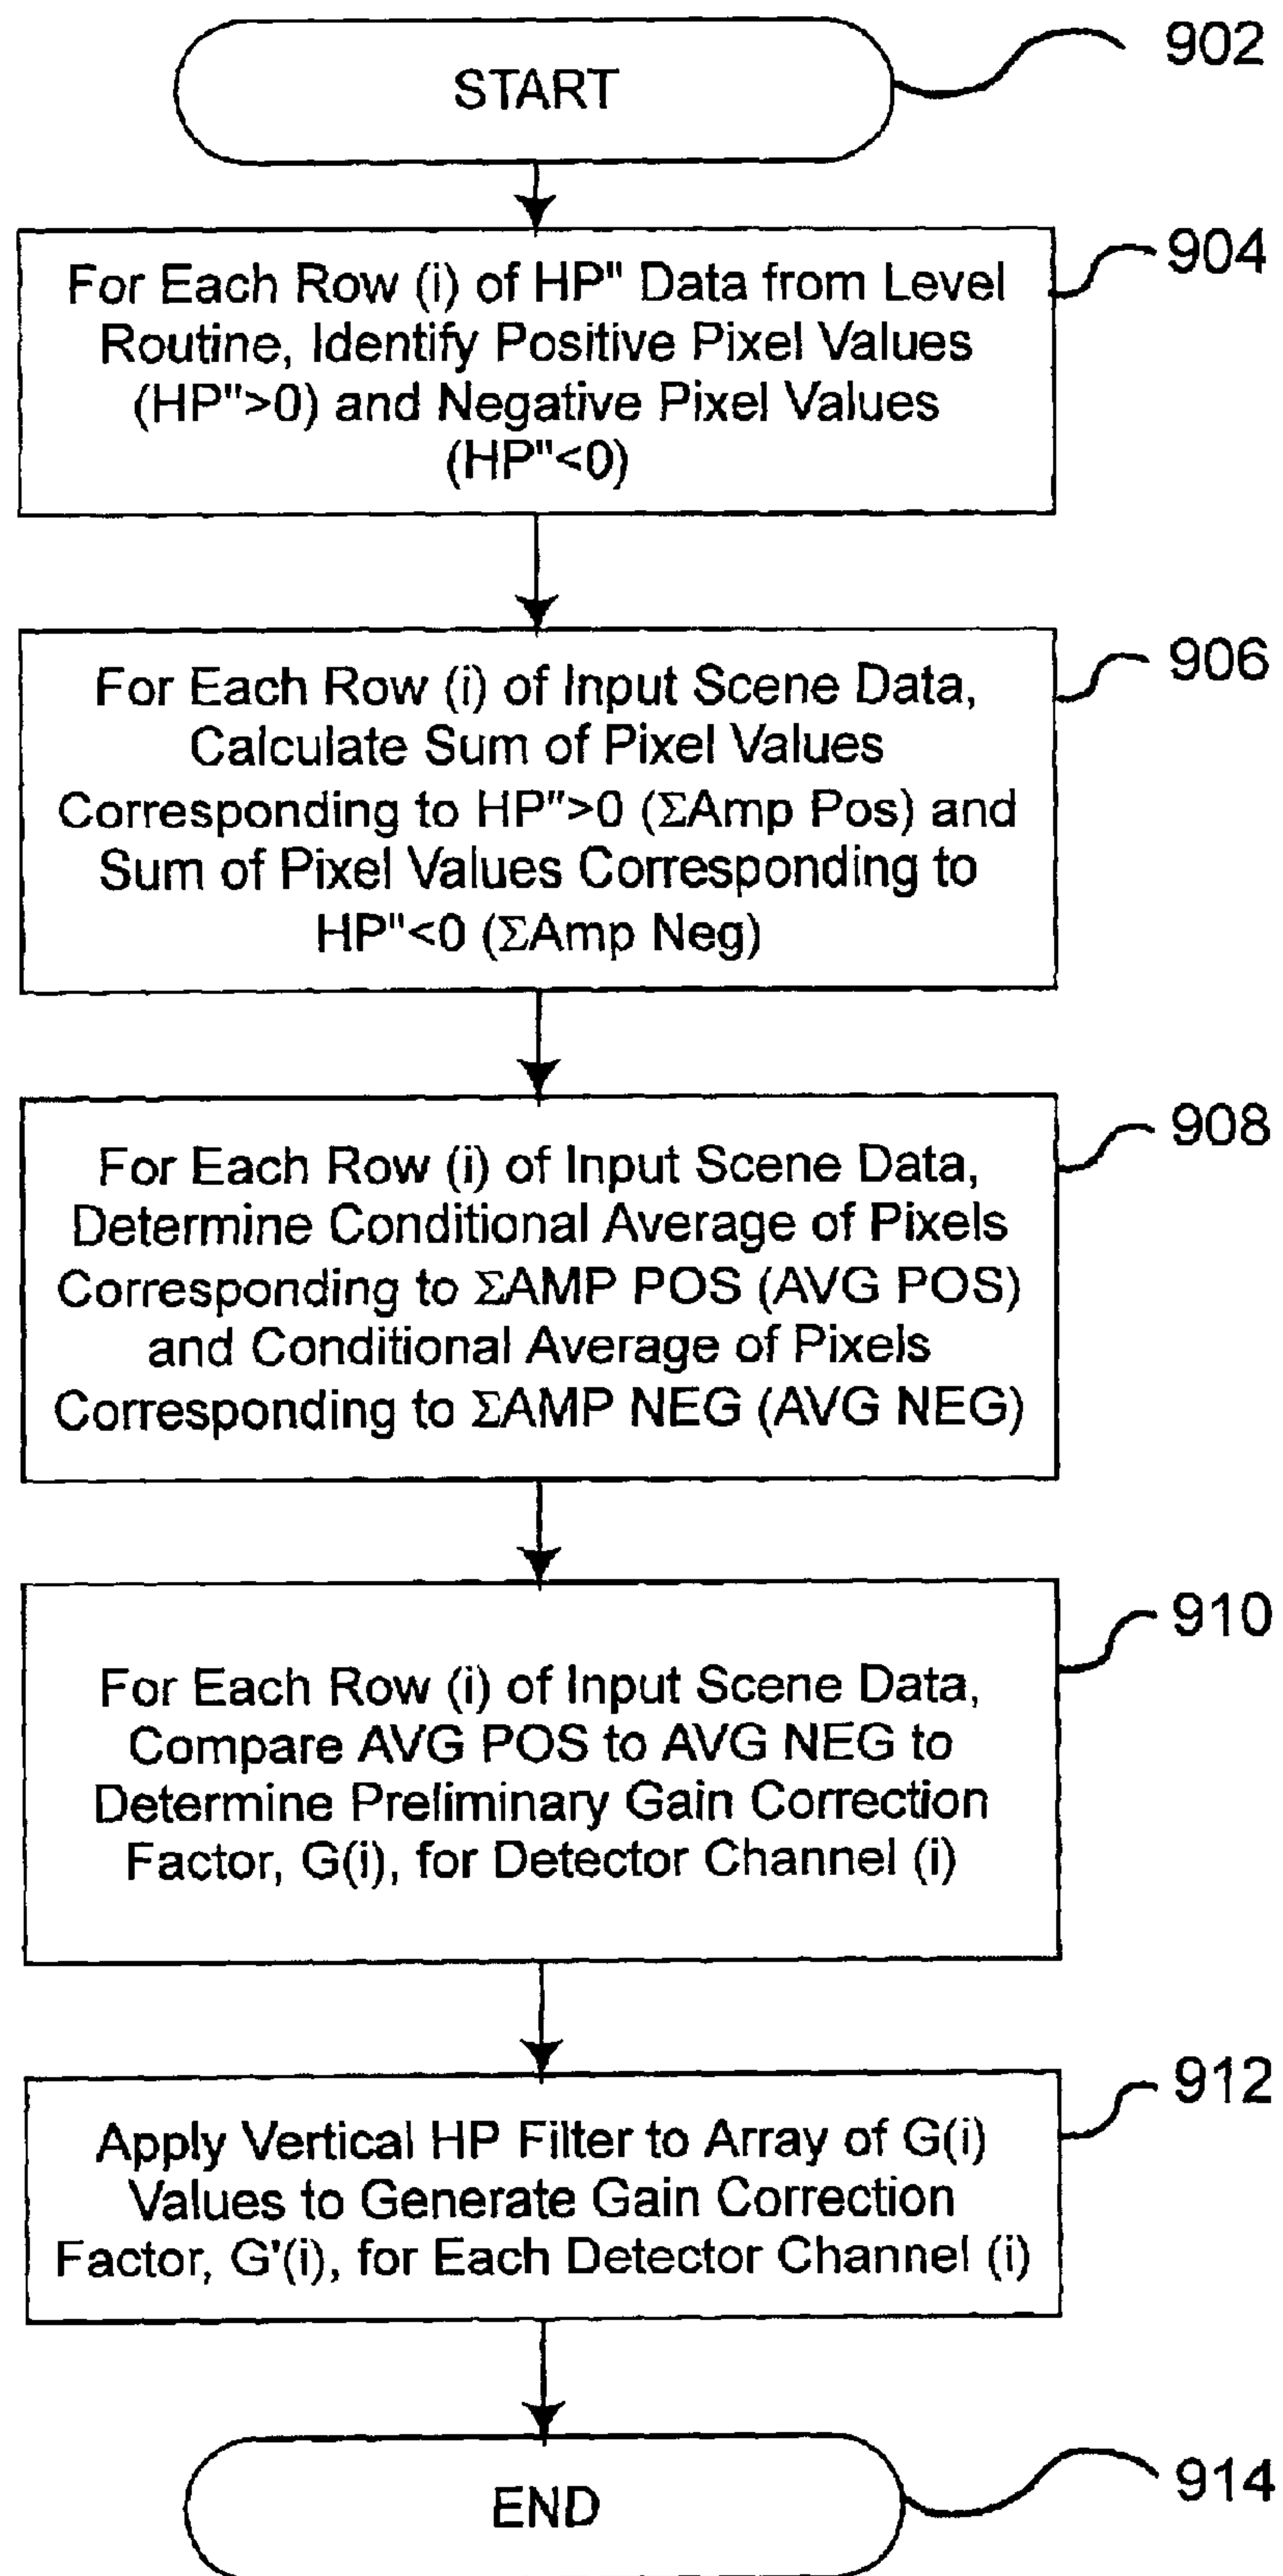 START
902
For Each Row (i) of HP" Data from Level
Routine, Identify Positive Pixel Values
(HP">0) and Negative Pixel Values
(HP"<0)
904
For Each Row (i) of Input Scene Data,
Calculate Sum of Pixel Values
Corresponding to HP">0 (ΣAmp Pos) and
Sum of Pixel Values Corresponding to
HP"<0 (ΣAmp Neg)
906
For Each Row (i) of Input Scene Data,
Determine Conditional Average of Pixels
Corresponding to ΣAMP POS (AVG POS)
and Conditional Average of Pixels
Corresponding to ΣAMP NEG (AVG NEG)
908
For Each Row (i) of Input Scene Data,
Compare AVG POS to AVG NEG to
Determine Preliminary Gain Correction
Factor, G(i), for Detector Channel (i)
910
Apply Vertical HP Filter to Array of G(i)
Values to Generate Gain Correction
Factor, G'(i), for Each Detector Channel (i)
912
END
914